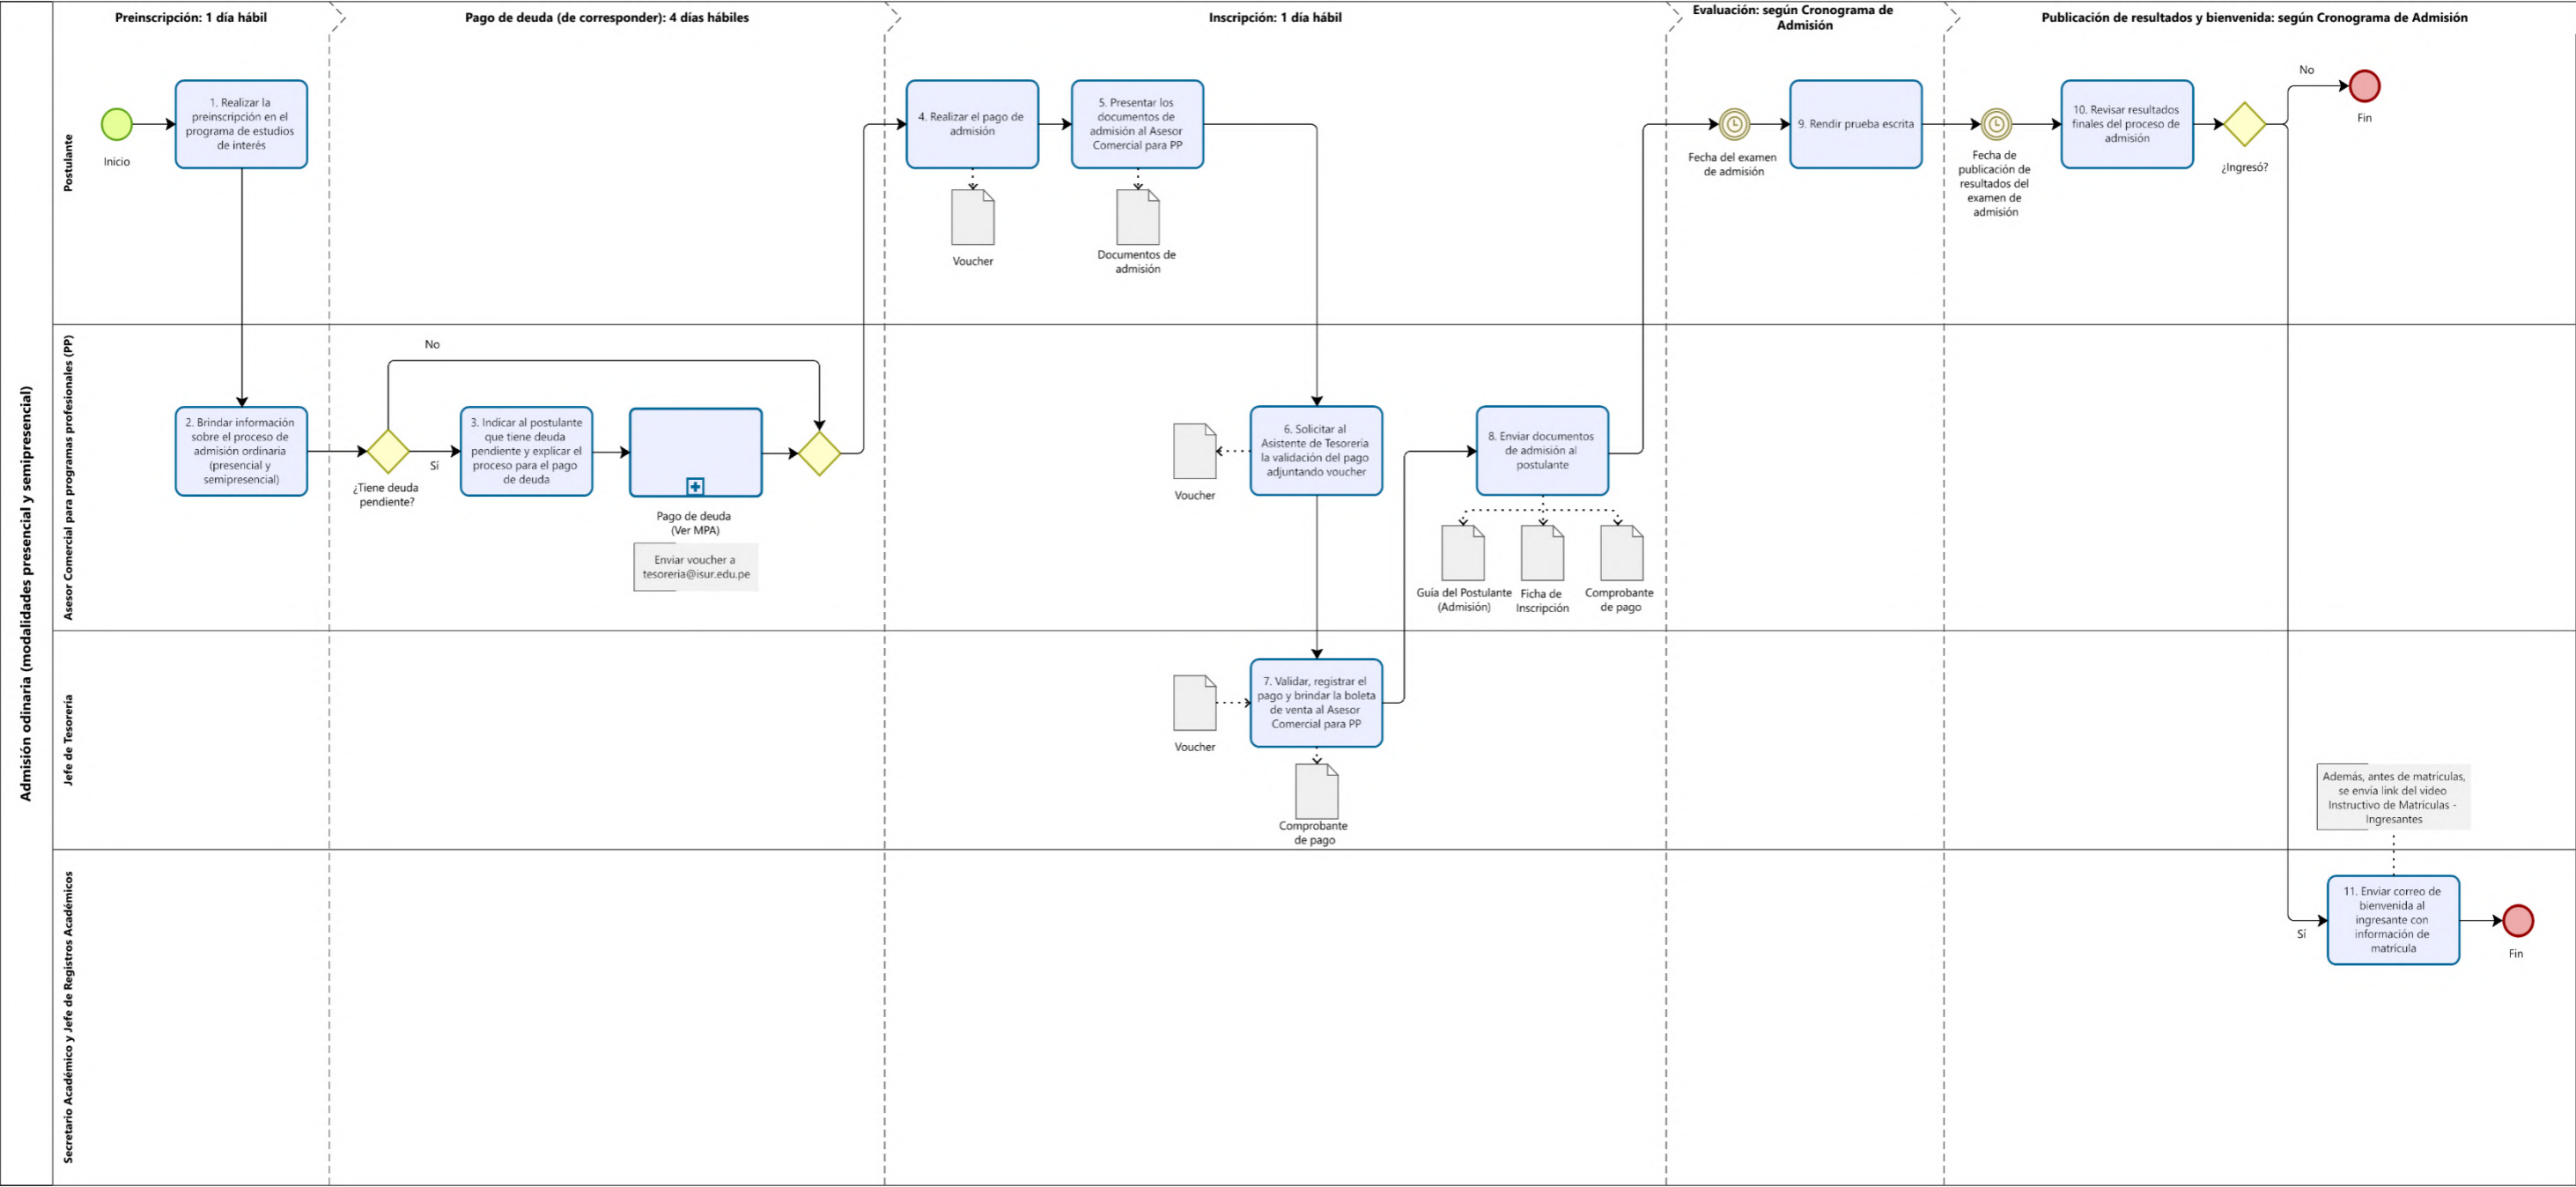 Preinscripción: 1 día hábil
Pago de deuda (de corresponder): 4 días hábiles
Inscripción: 1 día hábil
Evaluación: según Cronograma de
Admisión
Publicación de resultados y bienvenida: según Cronograma de Admisión
Admisión odinaria (modalidades presencial y semipresencial)
Postulante
Inicio
1. Realizar la
preinscripción en el
programa de estudios
de interés
4. Realizar el pago de
admisión
Voucher
5. Presentar los
documentos de
admisión al Asesor
Comercial para PP
Documentos de
admisión
Fecha del examen
de admisión
9. Rendir prueba escrita
Fecha de
publicación de
resultados del
examen de
admisión
10. Revisar resultados
finales del proceso de
admisión
¿Ingresó?
No
Fin
Asesor Comercial para programas profesionales (PP)
2. Brindar información
sobre el proceso de
admisión ordinaria
(presencial y
semipresencial)
¿Tiene deuda
pendiente?
No
Sí
3. Indicar al postulante
que tiene deuda
pendiente y explicar el
proceso para el pago
de deuda
Pago de deuda
(Ver MPA)
Enviar voucher a
tesoreria@isur.edu.pe
Voucher
6. Solicitar al
Asistente de Tesorería
la validación del pago
adjuntando voucher
8. Enviar documentos
de admisión al
postulante
Guía del Postulante
(Admisión)
Ficha de
Inscripción
Comprobante
de pago
Jefe de Tesorería
Voucher
7. Validar, registrar el
pago y brindar la boleta
de venta al Asesor
Comercial para PP
Comprobante
de pago
Además, antes de matrículas,
se envía link del video
Instructivo de Matrículas -
Ingresantes
Secretario Académico y Jefe de Registros Académicos
Sí
11. Enviar correo de
bienvenida al
ingresante con
información de
matrícula
Fin